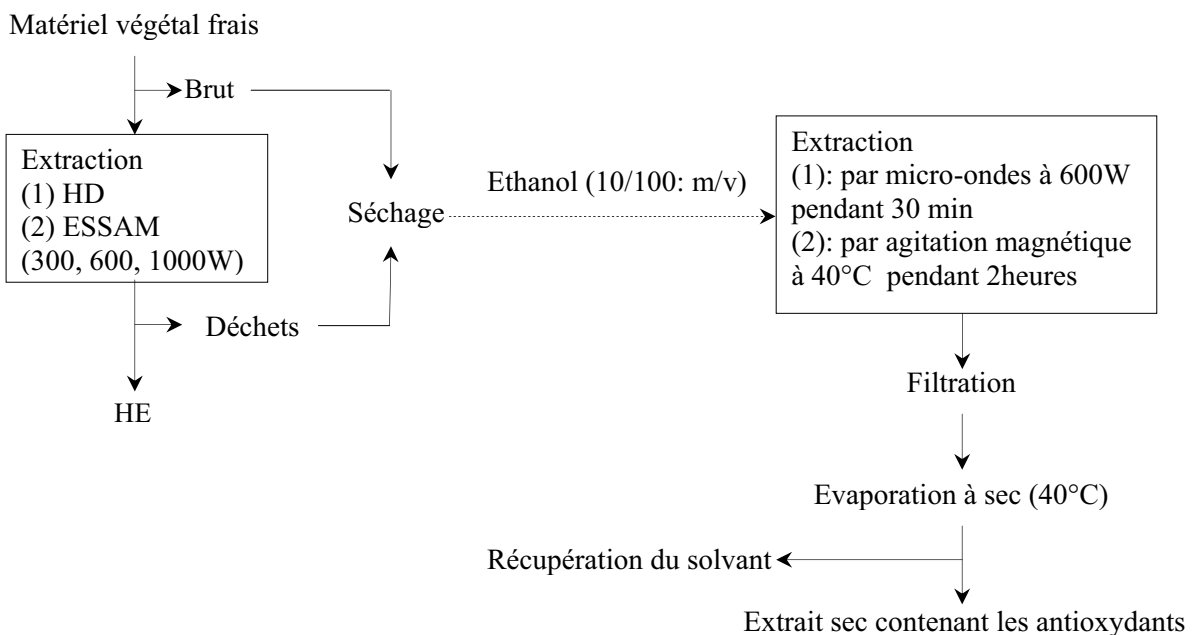 Matériel végétal frais
Brut
Extraction
(1) HD
(2) ESSAM
(300, 600, 1000W)
Déchets
HE
Séchage
Ethanol (10/100: m/v)
Extraction
(1): par micro-ondes à 600W
pendant 30 min
(2): par agitation magnétique
à 40°C pendant 2heures
Filtration
Evaporation à sec (40°C)
Récupération du solvant
Extrait sec contenant les antioxydants